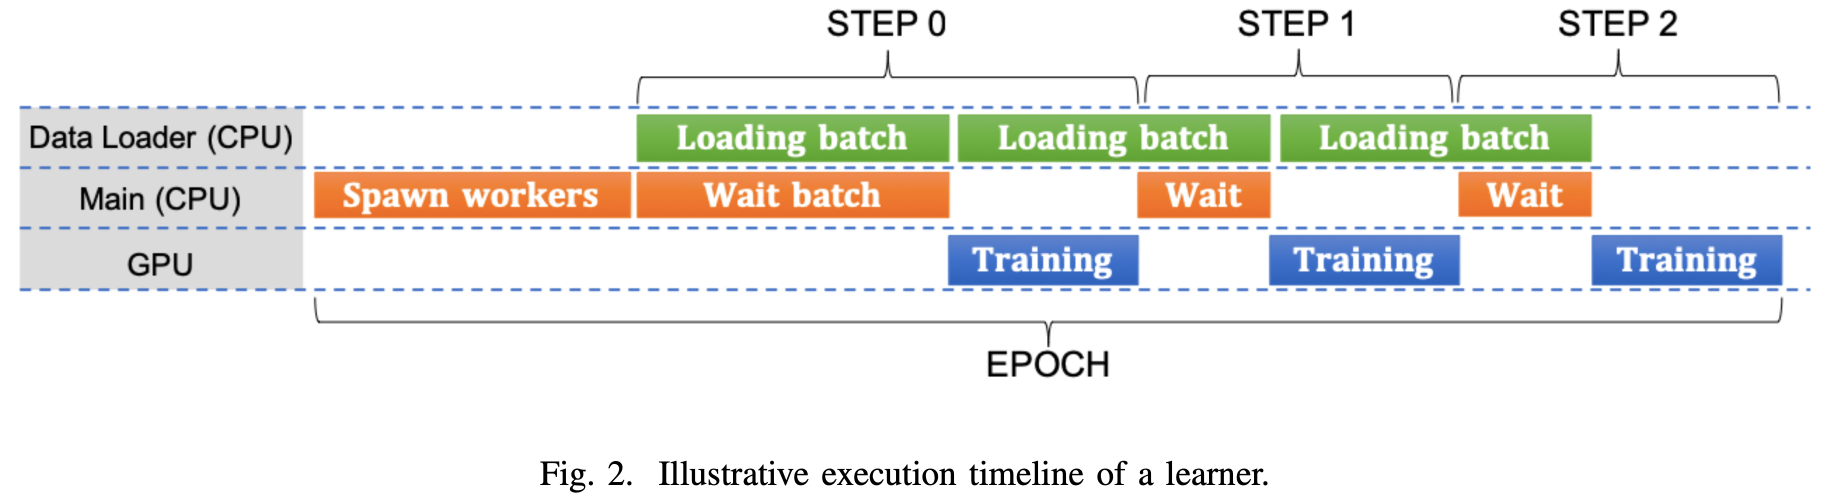 STEP 0 STEP 1 STEP 2
Data Loader (CPU) Loading batch Loading batch Loading batch
Main (CPU) Spawn workers Wait batch Wait Wait
GPU Training Training Training
EPOCH
Fig. 2. Illustrative execution timeline of a learner.